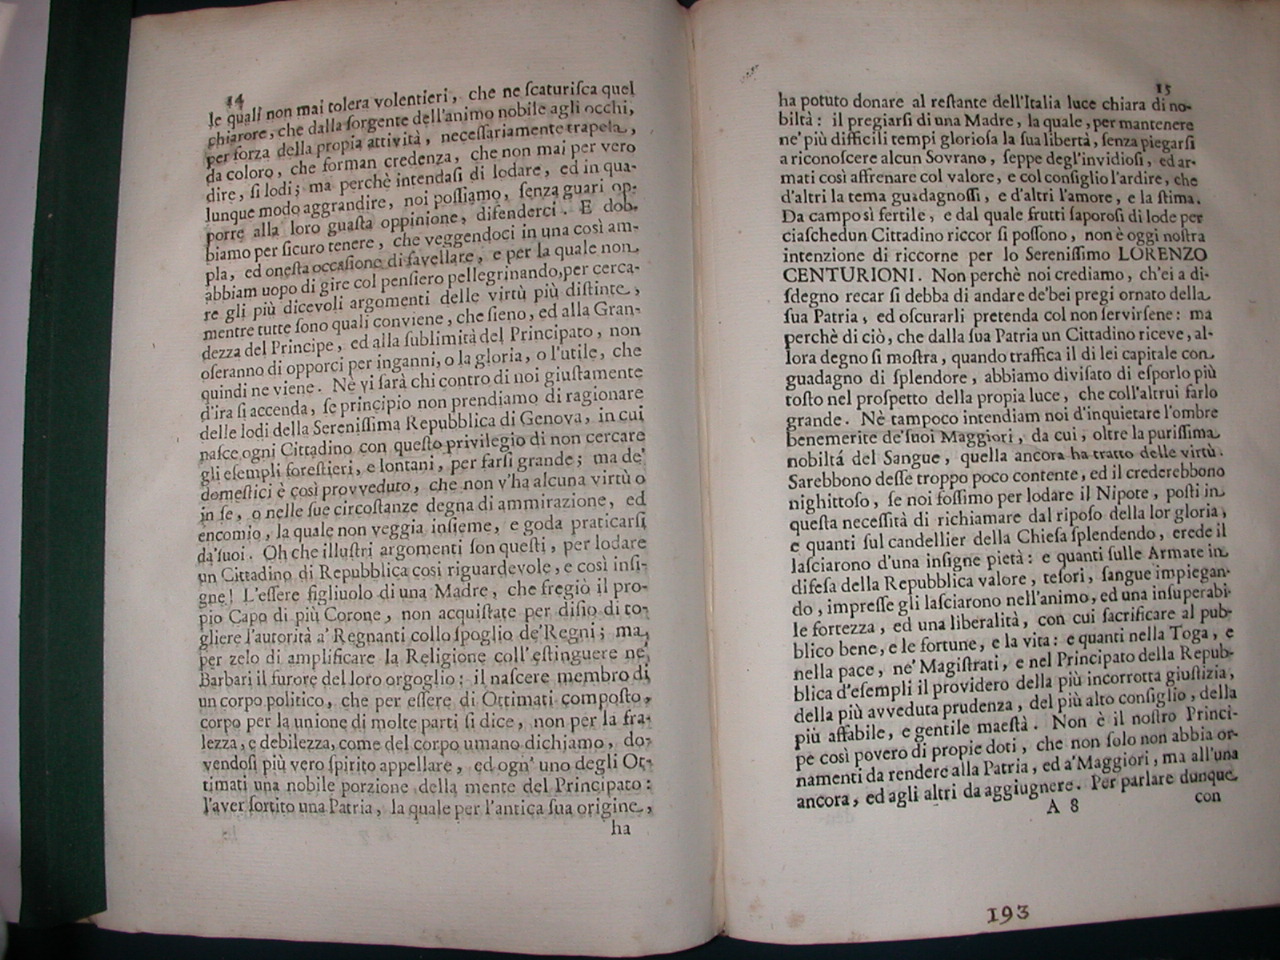 14
le quali non mai tolera volentieri, che ne ſcaturiſca quel
chiarore, che dalla ſorgente dell'animo nobile agli occhi,
per forza della propia attività, neceſſariamente trapela,
da coloro, che forman credenza, che non mai per vero
dire, ſi lodi; ma perchè intendaſi di lodare, ed in qua-
lunque modo aggrandire, noi poſſiamo, ſenza guari op-
porre alla loro guaſta oppinione, difenderci. E dob-
biamo per ſicuro tenere, che veggendoci in una così am-
pla, ed oneſta occaſione di favellare, e per la quale non
abbiam uopo di gire col penſiero pellegrinando, per cerca-
re gli più dicevoli argomenti delle virtù più diſtinte,
mentre tutte ſono quali conviene, che ſieno, ed alla Gran-
dezza del Principe, ed alla ſublimità del Principato, non
oſeranno di opporci per inganni, o la gloria, o l'utile, che
quindi ne viene. Nè vi ſarà chi contro di noi giuſtamente
d'ira ſi accenda, ſe principio non prendiamo di ragionare
delle lodi della Sereniſſima Repubblica di Genova, in cui
naſce ogni Cittadino con queſto privilegio di non cercare
gli eſempli foreſtieri, e lontani, per farſi grande; ma de'
domeſtici è così provveduto, che non v'ha alcuna virtù o
in ſe, o nelle ſue circoſtanze degna di ammirazione, ed
encomio, la quale non veggia inſieme, e goda praticarſi
da'ſuoi. Oh che illuſtri argomenti ſon queſti, per lodare
un Cittadino di Repubblica cosi riguardevole, e così inſi-
gne! L'eſſere figliuolo di una Madre, che fregiò il pro-
pio Capo di più Corone, non acquiſtate per diſio di to-
gliere l'autorità a' Regnanti collo ſpoglio de'Regni; ma,
per zelo di amplificare la Religione coll'eſtinguere ne'
Barbari il furore del loro orgoglio: il naſcere membro di
un corpo politico, che per eſſere di Ottimati compoſto,
corpo per la unione di molte parti ſi dice, non per la fra-
lezza, e debilezza, come del corpo umano dichjamo, do-
vendoſi più vero ſpirito appellare, ed ogn' uno degli Ot-
timati una nobile porzione della mente del Principato:
l'aver ſortito una Patria, la quale per l'antica ſua origine,
ha
15
ha potuto donare al reſtante dell'Italia luce chiara di no-
biltà: il pregiarſi di una Madre, la quale, per mantenere
ne' più difficili tempi glorioſa la ſua libertà, ſenza piegarſi
a riconoſcere alcun Sovrano, ſeppe degl'invidioſi, ed ar-
mati così affrenare col valore, e col conſiglio l'ardire, che
d'altri la tema guadagnoſſi, e d'altri l'amore, e la ſtima.
Da campo sì fertile, e dal quale frutti ſaporoſi di lode per
ciaſchedun Cittadino riccor ſi poſſono, non è oggi noſtra
intenzione di riccorne per lo Sereniſſimo LORENZO
CENTURIONI. Non perchè noi crediamo, ch'ei a di-
ſdegno recar ſi debba di andare de'bei pregi ornato della
ſua Patria, ed oſcurarli pretenda col non ſervirſene: ma
perchè di ciò, che dalla ſua Patria un Cittadino riceve, al-
lora degno ſi moſtra, quando traffica il di lei capitale con
guadagno di ſplendore, abbiamo diviſato di eſporlo più
toſto nel proſpetto della propia luce, che coll'altrui farlo
grande. Nè tampoco intendiam noi d'inquietare l'ombre
benemerite de'ſuoi Maggiori, da cui, oltre la puriſſima
nobiltá del Sangue, quella ancora ha tratto delle virtù.
Sarebbono deſſe troppo poco contente, ed il crederebbono
nighittoſo, ſe noi foſſimo per lodare il Nipote, poſti in
queſta neceſſità di richiamare dal ripoſo della lor gloria,
e quanti ſul candellier della Chieſa ſplendendo, erede il
laſciarono d'una inſigne pietà: e quanti ſulle Armate in
difeſa della Repubblica valore, teſori, ſangue impiegan-
do, impreſſe gli laſciarono nell'animo, ed una inſuperabi-
le fortezza, ed una liberalità, con cui ſacrificare al pub-
blico bene, e le fortune, e la vita: e quanti nella Toga, e
nella pace, ne' Magiſtrati, e nel Principato della Repub-
blica d'eſempli il providero della più incorrotta giuſtizia,
della più avveduta prudenza, del più alto conſiglio, della
più affabile, e gentile maeſtà. Non è il noſtro Princi-
pe così povero di propie doti, che non ſolo non abbia or-
namenti da rendere alla Patria, ed a'Maggiori, ma all'una
ancora, ed agli altri da aggiugnere. Per parlare dunque
A 8
con
193